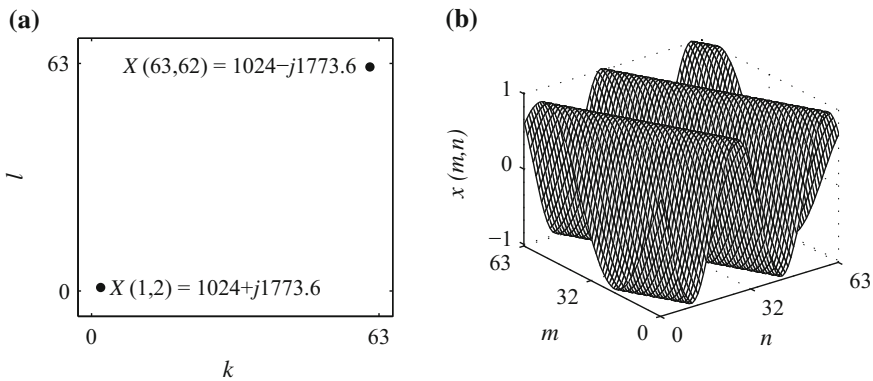 (a)
63
X (63,62) = 1024−j1773.6
l
0
X (1,2) = 1024+j1773.6
0
63
k
(b)
1
x (m,n)
0
−1
63
32
m
0
0
32
n
63